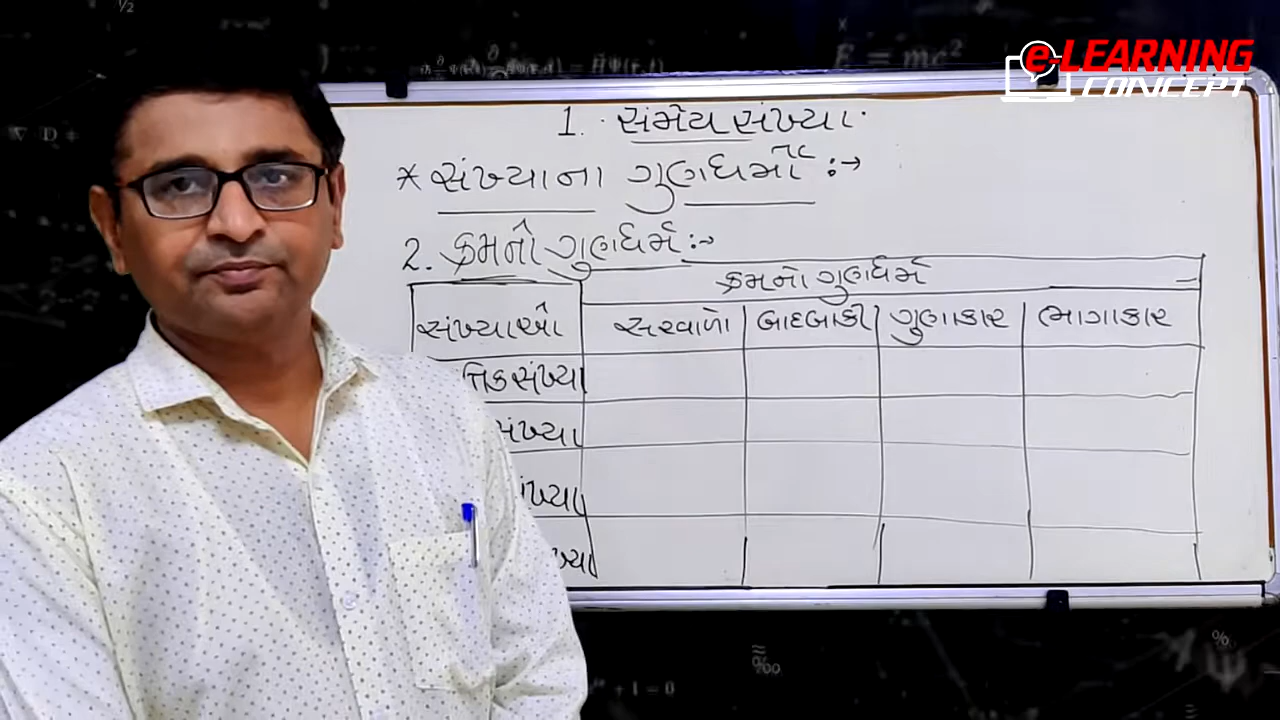 e-LEARNING
CONCEPT
E = mc²
1. સંમેય સંખ્યા.
* સંખ્યાના ગુણધર્મો :→
2. ક્રમનો ગુણધર્મ :→
ક્રમનો ગુણધર્મ
સંખ્યાઓ સરવાળો બાદબાકી ગુણાકાર ભાગાકાર
સંખ્યા
સંખ્યા